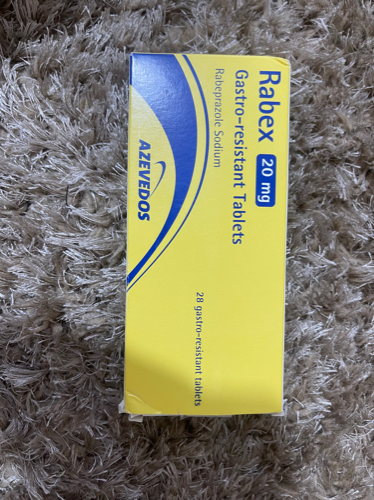 Rabex 20 mg
Gastro-resistant Tablets
Rabeprazole Sodium
AZEVEDOS
28 gastro-resistant tablets